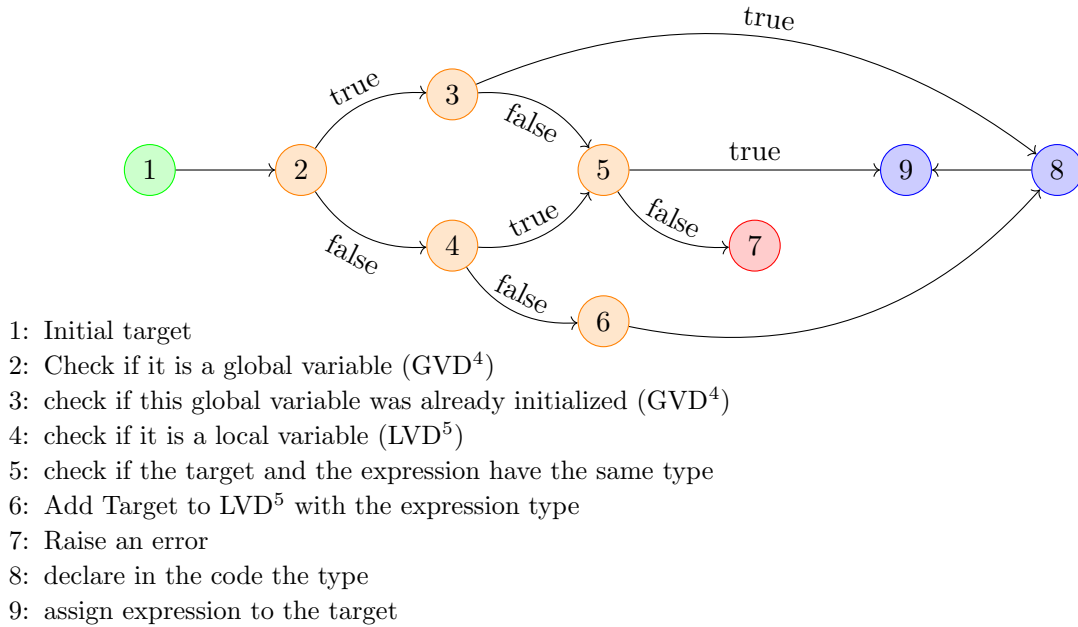 true
true
3
false
true
1
2
5
9
8
false
true
false
4
7
false
6
1: Initial target
2: Check if it is a global variable (GVD⁴)
3: check if this global variable was already initialized (GVD⁴)
4: check if it is a local variable (LVD⁵)
5: check if the target and the expression have the same type
6: Add Target to LVD⁵ with the expression type
7: Raise an error
8: declare in the code the type
9: assign expression to the target